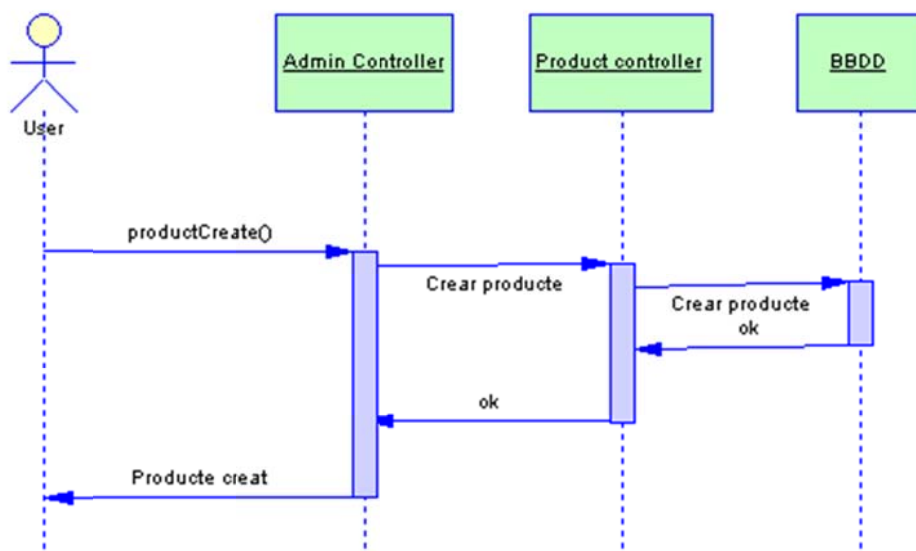 Admin Controller
Product controller
BBDD
User
productCreate()
Crear producte
Crear producte
ok
ok
Producte creat